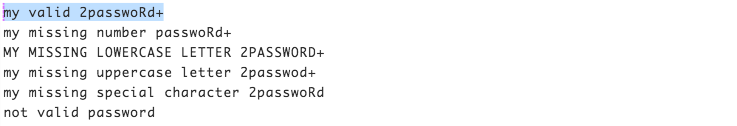 my valid 2passwoRd+
my missing number passwoRd+
MY MISSING LOWERCASE LETTER 2PASSWORD+
my missing uppercase letter 2passwod+
my missing special character 2passwoRd
not valid password